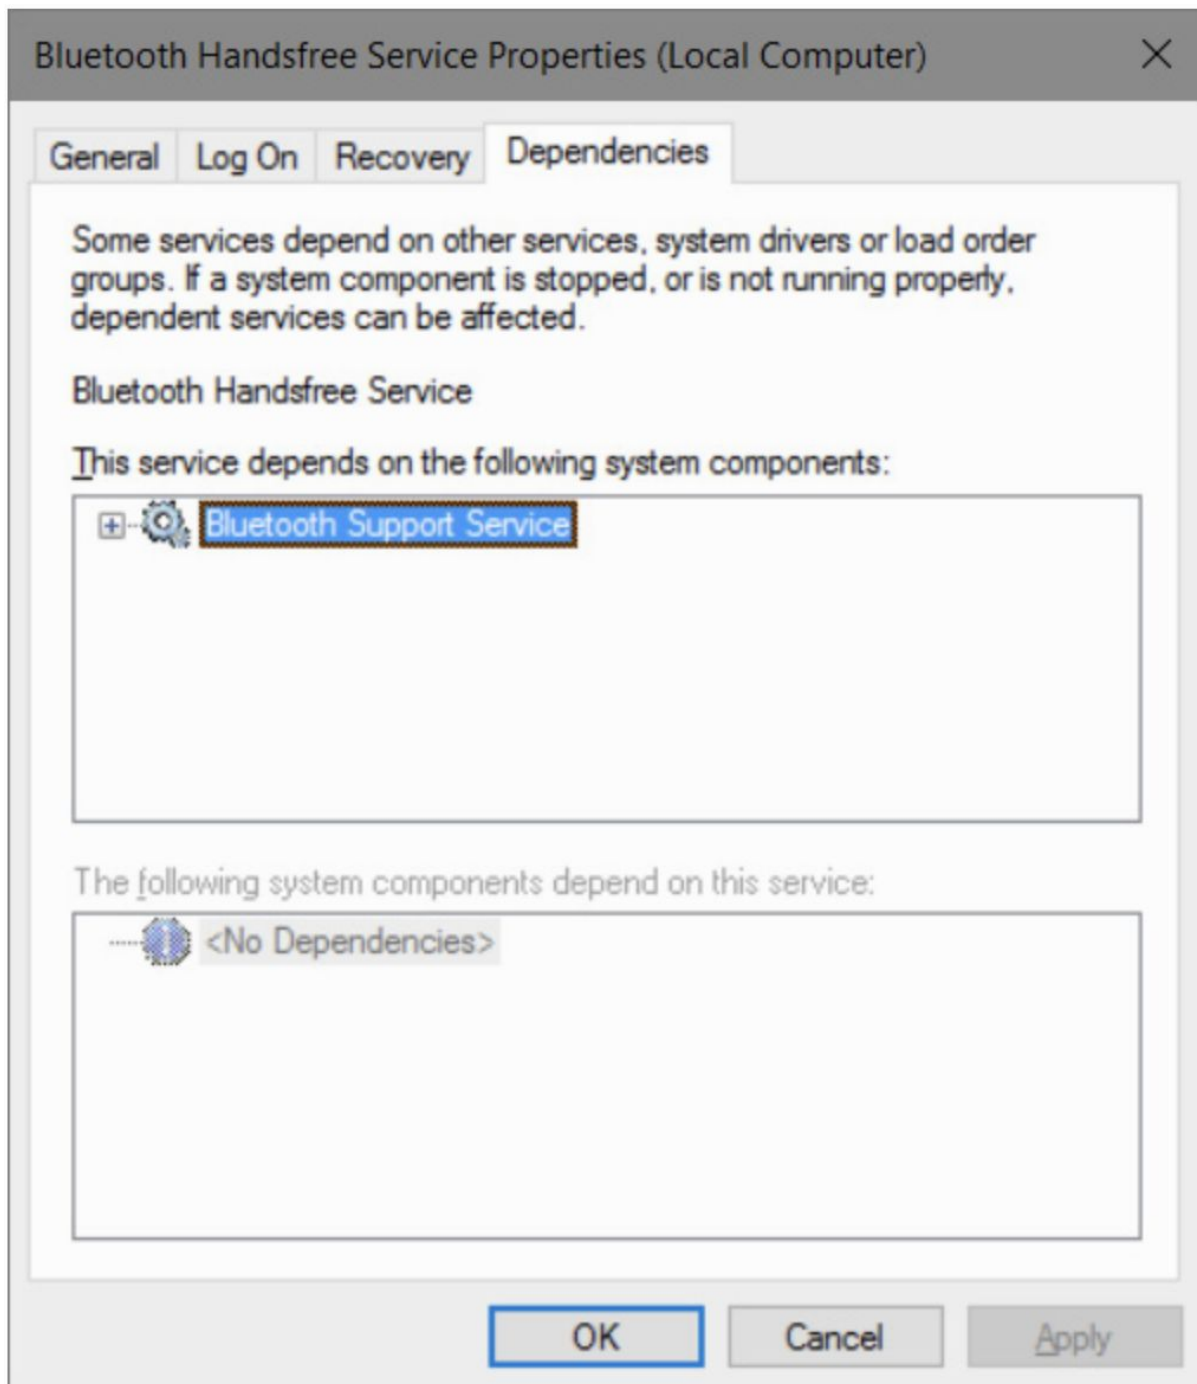 Bluetooth Handsfree Service Properties (Local Computer)
General Log On Recovery Dependencies
Some services depend on other services, system drivers or load order
groups. If a system component is stopped, or is not running properly,
dependent services can be affected.
Bluetooth Handsfree Service
This service depends on the following system components:
Bluetooth Support Service
The following system components depend on this service:
<No Dependencies>
OK Cancel Apply